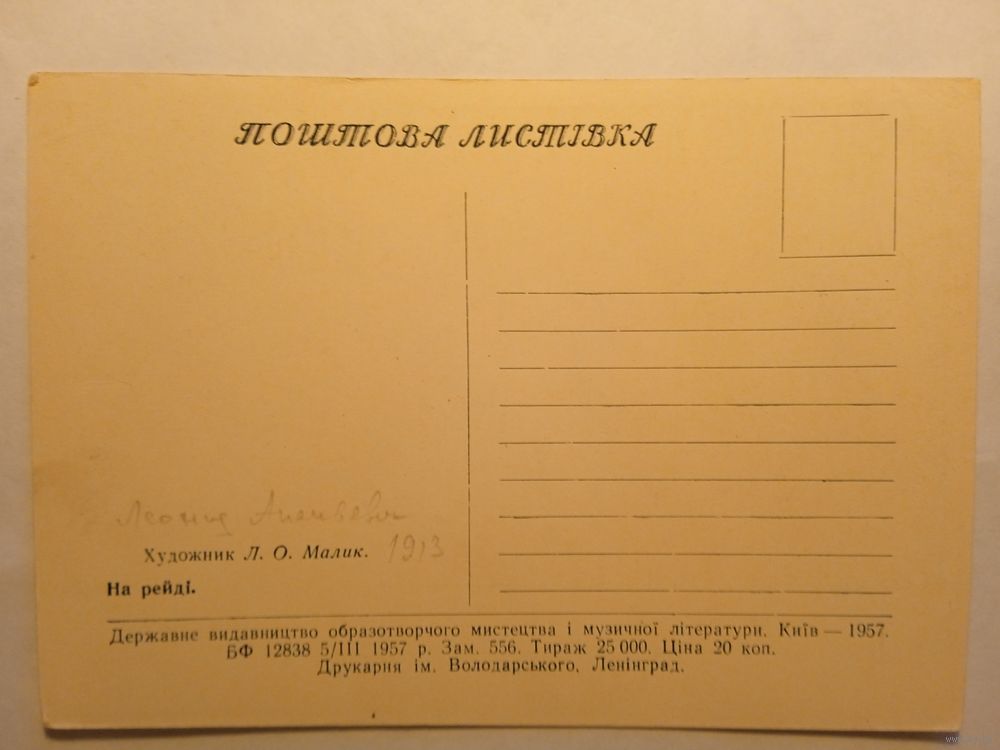 ПОШТОВА ЛИСТІВКА
Леонид
Художник Л. О. Малик. 1913
На рейді.
Державне видавництво образотворчого мистецтва і музичної літератури. Київ — 1957.
БФ 12838 5/III 1957 р. Зам. 556. Тираж 25 000. Ціна 20 коп.
Друкарня ім. Володарського, Ленінград.